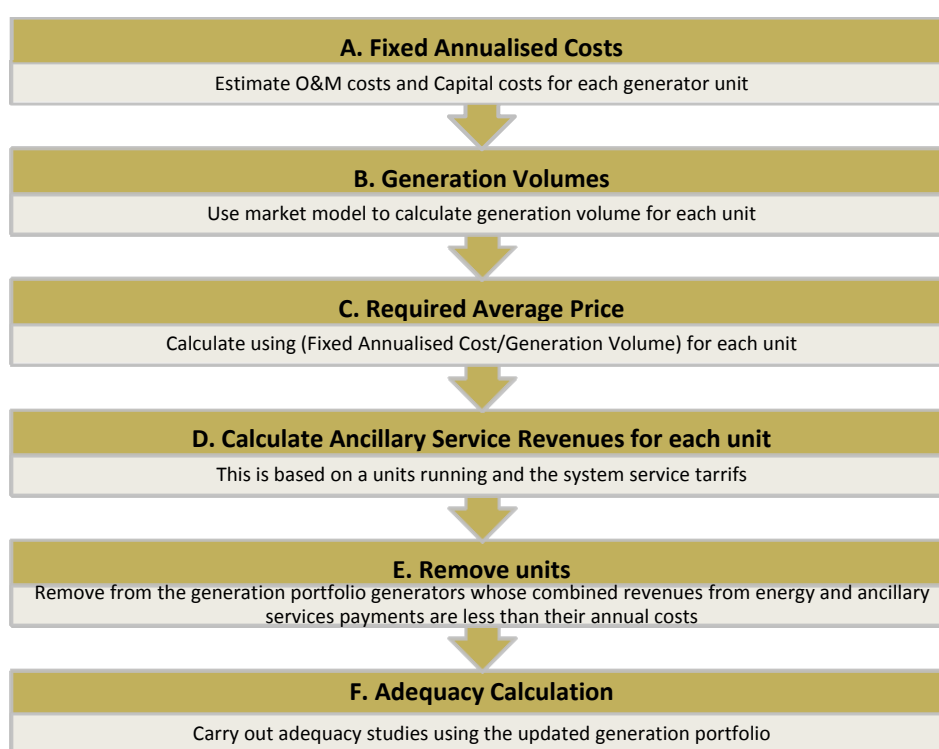 A. Fixed Annualised Costs
Estimate O&M costs and Capital costs for each generator unit
B. Generation Volumes
Use market model to calculate generation volume for each unit
C. Required Average Price
Calculate using (Fixed Annualised Cost/Generation Volume) for each unit
D. Calculate Ancillary Service Revenues for each unit
This is based on a units running and the system service tarrifs
E. Remove units
Remove from the generation portfolio generators whose combined revenues from energy and ancillary
services payments are less than their annual costs
F. Adequacy Calculation
Carry out adequacy studies using the updated generation portfolio